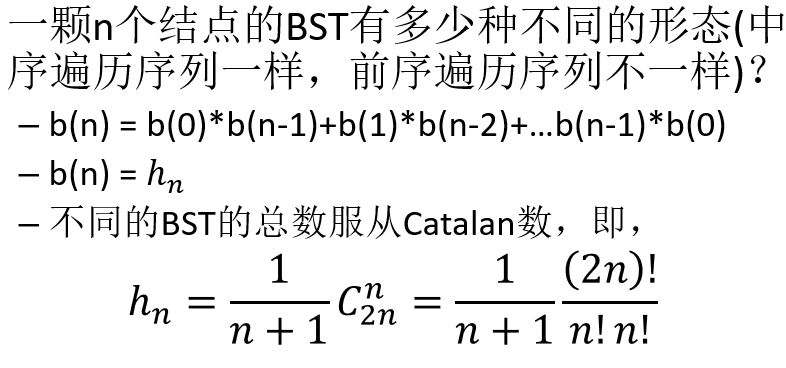 一颗n个结点的BST有多少种不同的形态(中
序遍历序列一样，前序遍历序列不一样)？
– b(n) = b(0)*b(n-1)+b(1)*b(n-2)+…b(n-1)*b(0)
– b(n) = hₙ
– 不同的BST的总数服从Catalan数，即，
hₙ = \frac{1}{n + 1} C_{2n}^{n} = \frac{1}{n + 1} \frac{(2n)!}{n! n!}